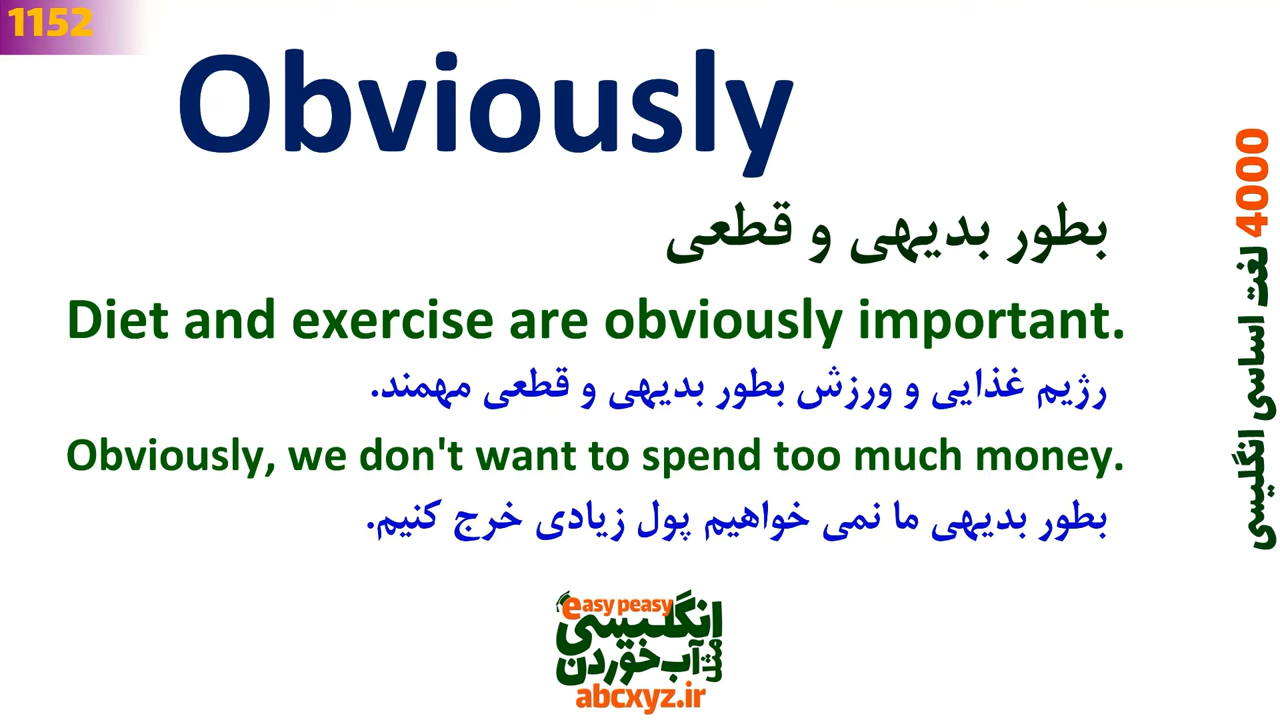 1152
Obviously
بطور بدیهی و قطعی
Diet and exercise are obviously important.
رژیم غذایی و ورزش بطور بدیهی و قطعی مهمند.
Obviously, we don't want to spend too much money.
بطور بدیهی ما نمی خواهیم پول زیادی خرج کنیم.
4000 لغت اساسی انگلیسی
easy peasy
انگلیسی
مثل آب خوردن
abcxyz.ir